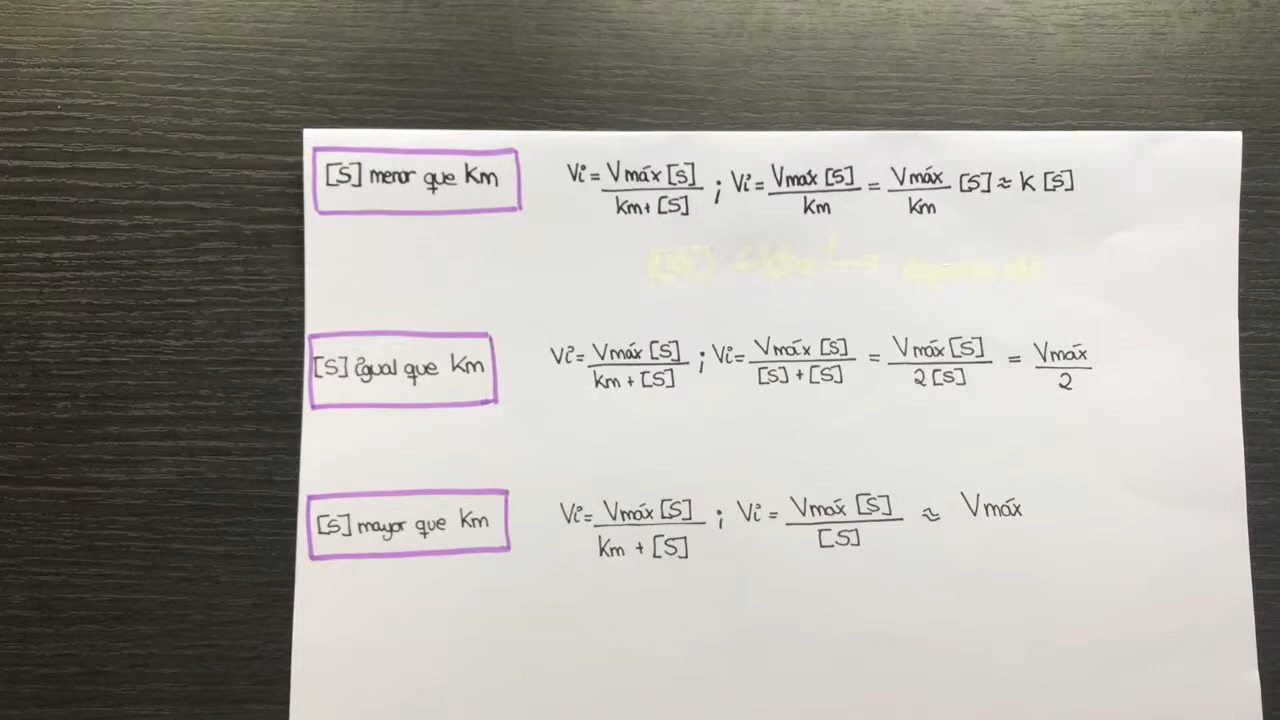 [S] menor que Km
Vi = Vmáx [S] / Km + [S] ; Vi = Vmáx [S] / Km = Vmáx / Km [S] ≈ K [S]
[S] igual que Km
Vi = Vmáx [S] / Km + [S] ; Vi = Vmáx [S] / [S] + [S] = Vmáx [S] / 2 [S] = Vmáx / 2
[S] mayor que Km
Vi = Vmáx [S] / Km + [S] ; Vi = Vmáx [S] / [S] ≈ Vmáx